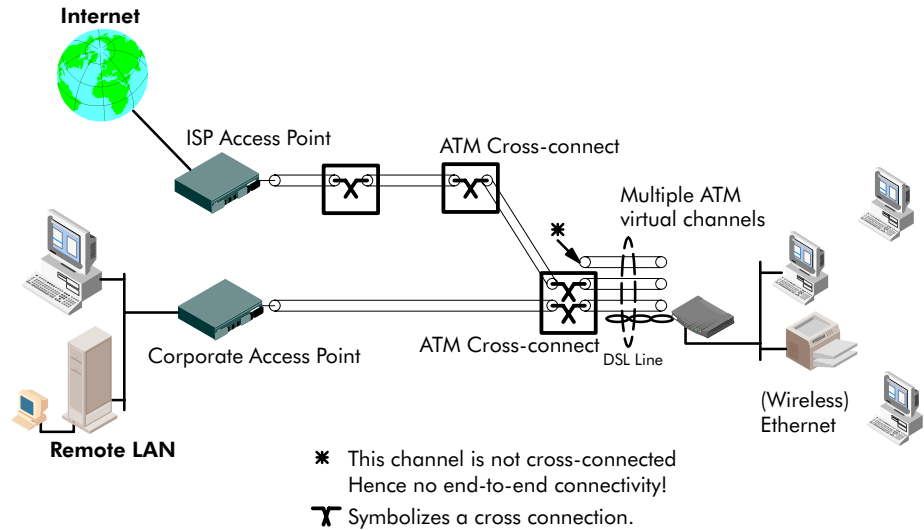 Internet
ISP Access Point
ATM Cross-connect
Multiple ATM
virtual channels
*
Corporate Access Point
ATM Cross-connect
DSL Line
(Wireless)
Ethernet
Remote LAN
* This channel is not cross-connected
Hence no end-to-end connectivity!
Symbolizes a cross connection.